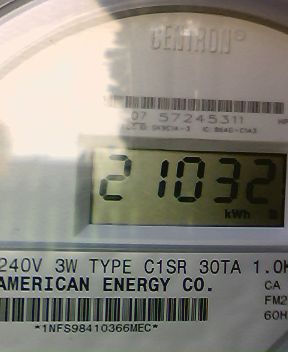 CENTRON®
07 57245311
21032
kWh
240V 3W TYPE C1SR 30TA 1.0K
AMERICAN ENERGY CO.
CA
FM2
60H
*1NFS98410366MEC*